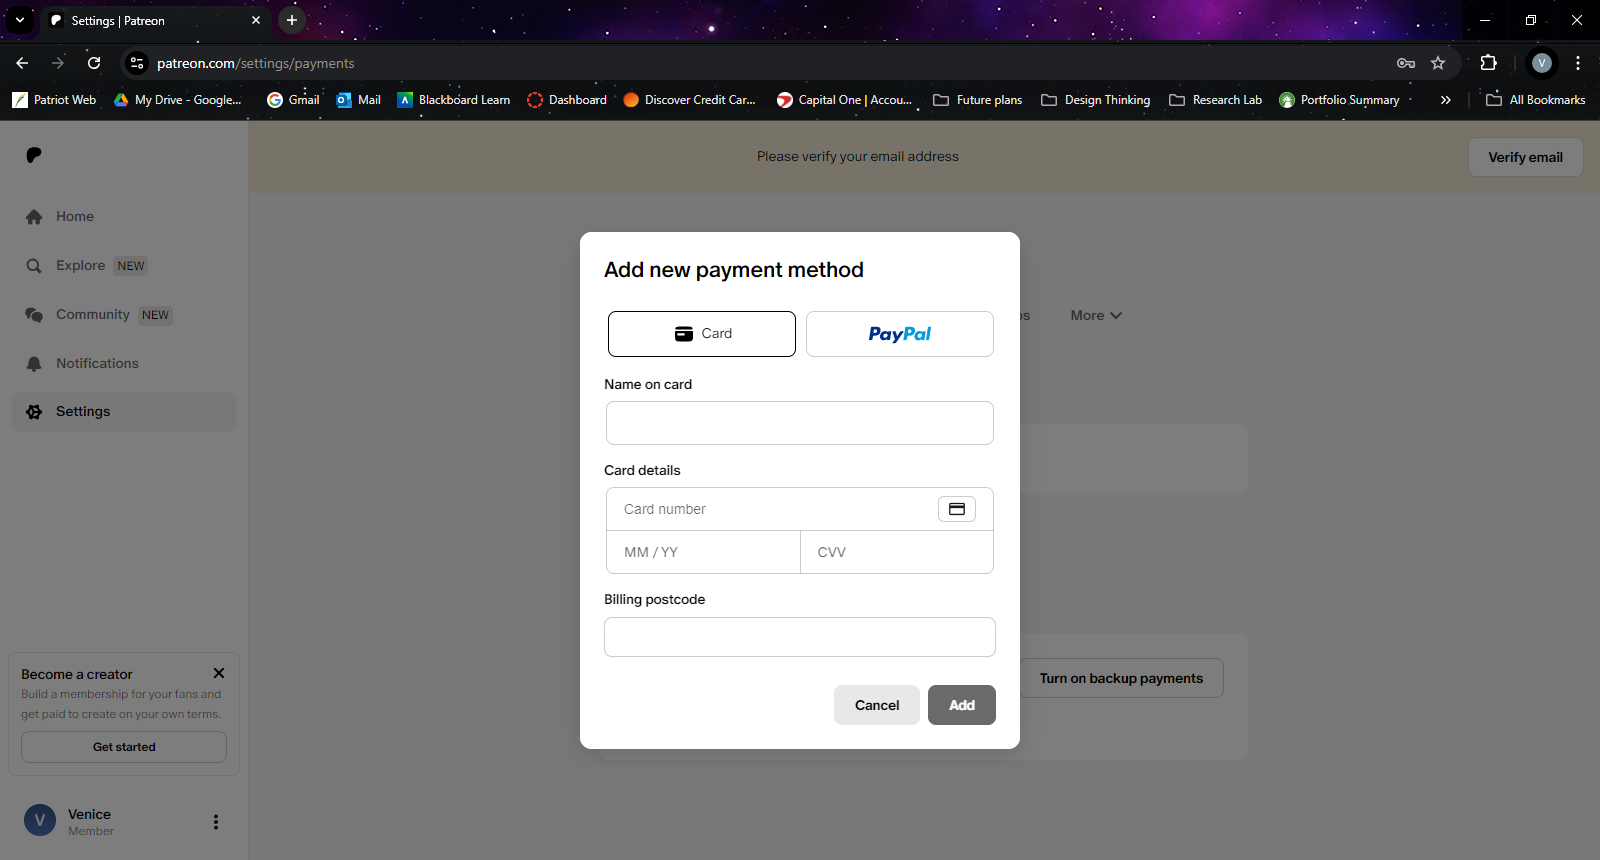 Settings | Patreon
patreon.com/settings/payments
Patriot Web
My Drive - Google...
Gmail
Mail
Blackboard Learn
Dashboard
Discover Credit Car...
Capital One | Accou...
Future plans
Design Thinking
Research Lab
Portfolio Summary
All Bookmarks
Please verify your email address
Verify email
Home
Explore NEW
Community NEW
Notifications
Settings
More
Add new payment method
Card
PayPal
Name on card
Card details
Card number
MM / YY
CVV
Billing postcode
Cancel
Add
Turn on backup payments
Become a creator
Build a membership for your fans and
get paid to create on your own terms.
Get started
V
Venice
Member
V